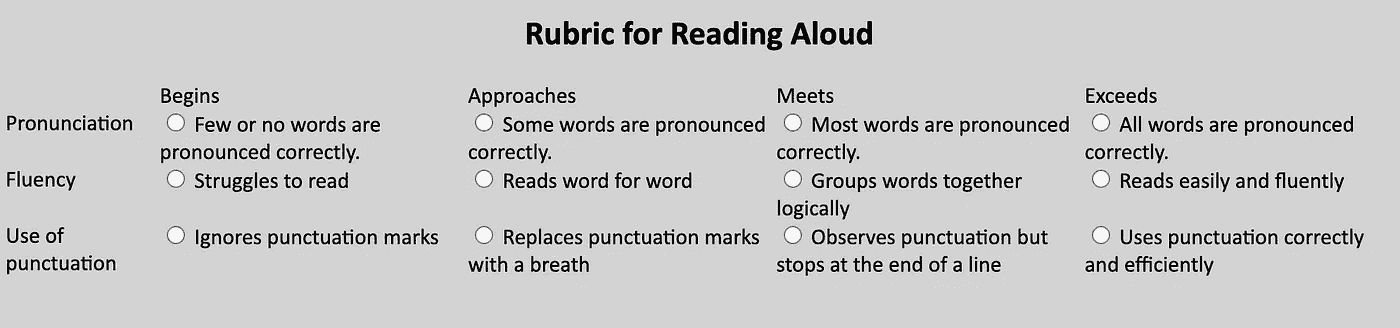 Rubric for Reading Aloud
Begins Approaches Meets Exceeds
Pronunciation Few or no words are Some words are pronounced Most words are pronounced All words are pronounced
pronounced correctly. correctly. correctly. correctly.
Fluency Struggles to read Reads word for word Groups words together Reads easily and fluently
logically
Use of Ignores punctuation marks Replaces punctuation marks Observes punctuation but Uses punctuation correctly
punctuation with a breath stops at the end of a line and efficiently